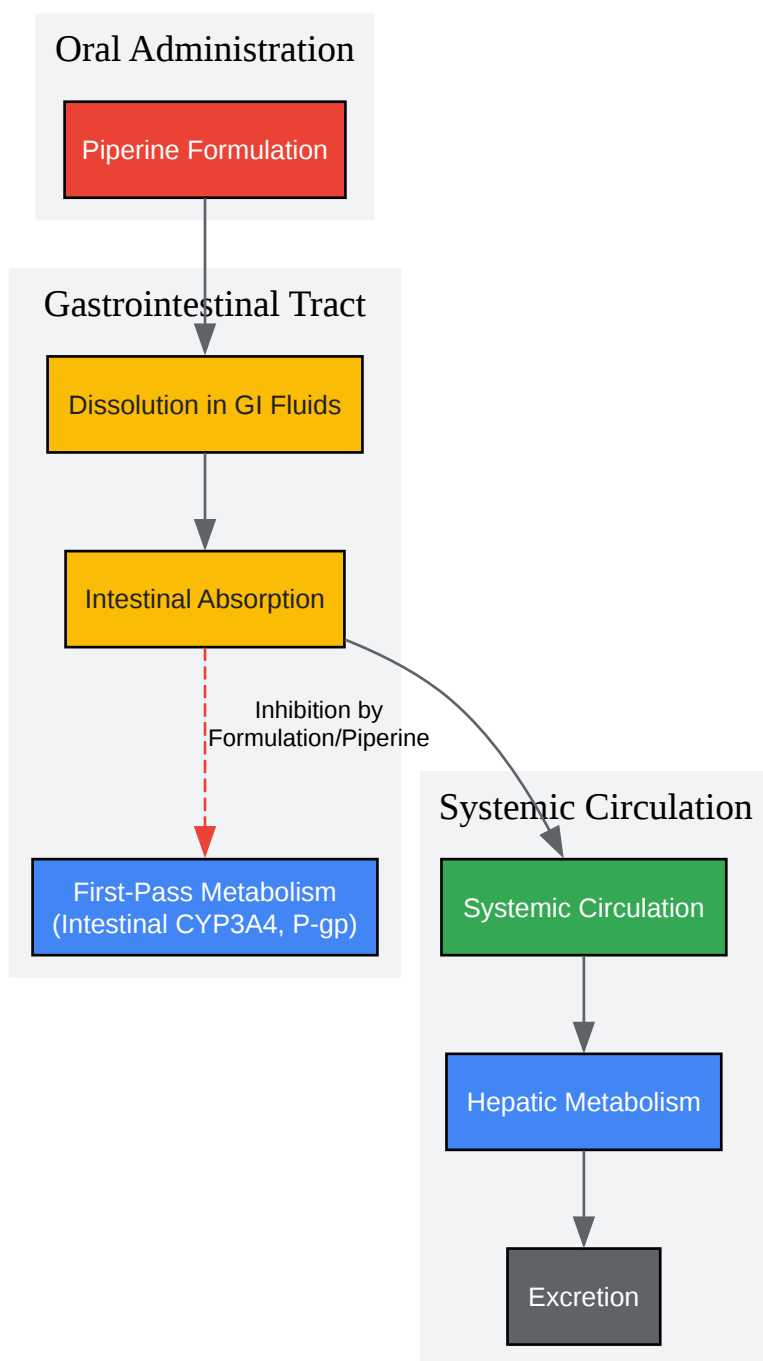 Oral Administration
Piperine Formulation
Gastrointestinal Tract
Dissolution in GI Fluids
Intestinal Absorption
Inhibition by
Formulation/Piperine
First-Pass Metabolism
(Intestinal CYP3A4, P-gp)
Systemic Circulation
Systemic Circulation
Hepatic Metabolism
Excretion